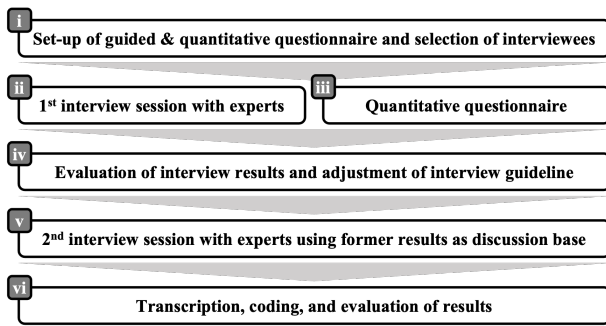 i
Set-up of guided & quantitative questionnaire and selection of interviewees
ii
1st interview session with experts
iii
Quantitative questionnaire
iv
Evaluation of interview results and adjustment of interview guideline
v
2nd interview session with experts using former results as discussion base
vi
Transcription, coding, and evaluation of results